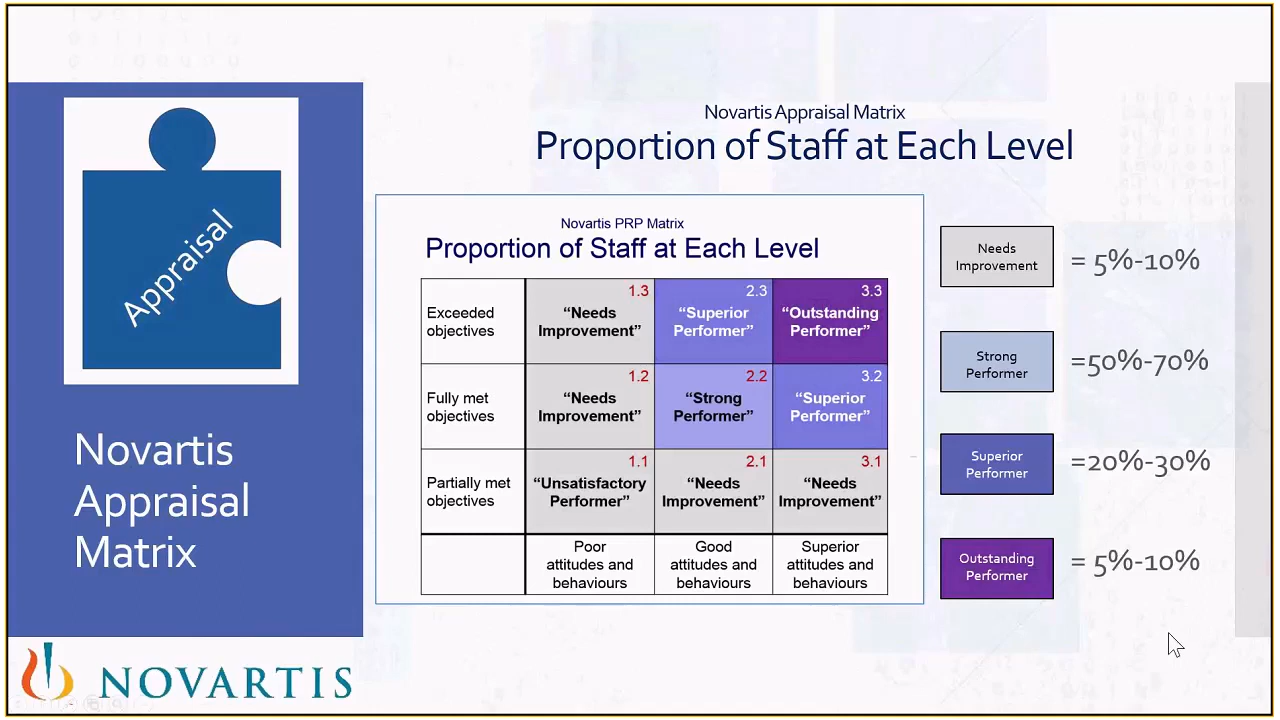 Appraisal
Novartis
Appraisal
Matrix
NOVARTIS
Novartis Appraisal Matrix
Proportion of Staff at Each Level
Novartis PRP Matrix
Proportion of Staff at Each Level
Exceeded
objectives
1.3
“Needs
Improvement”
2.3
“Superior
Performer”
3.3
“Outstanding
Performer”
Fully met
objectives
1.2
“Needs
Improvement”
2.2
“Strong
Performer”
3.2
“Superior
Performer”
Partially met
objectives
1.1
“Unsatisfactory
Performer”
2.1
“Needs
Improvement”
3.1
“Needs
Improvement”
Poor
attitudes and
behaviours
Good
attitudes and
behaviours
Superior
attitudes and
behaviours
Needs
Improvement
= 5%-10%
Strong
Performer
=50%-70%
Superior
Performer
=20%-30%
Outstanding
Performer
= 5%-10%